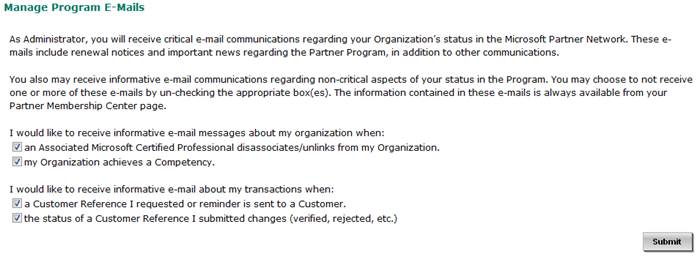 Manage Program E-Mails
As Administrator, you will receive critical e-mail communications regarding your Organization's status in the Microsoft Partner Network. These e-
mails include renewal notices and important news regarding the Partner Program, in addition to other communications.
You also may receive informative e-mail communications regarding non-critical aspects of your status in the Program. You may choose to not receive
one or more of these e-mails by un-checking the appropriate box(es). The information contained in these e-mails is always available from your
Partner Membership Center page.
I would like to receive informative e-mail messages about my organization when:
an Associated Microsoft Certified Professional disassociates/unlinks from my Organization.
my Organization achieves a Competency.
I would like to receive informative e-mail about my transactions when:
a Customer Reference I requested or reminder is sent to a Customer.
the status of a Customer Reference I submitted changes (verified, rejected, etc.)
Submit